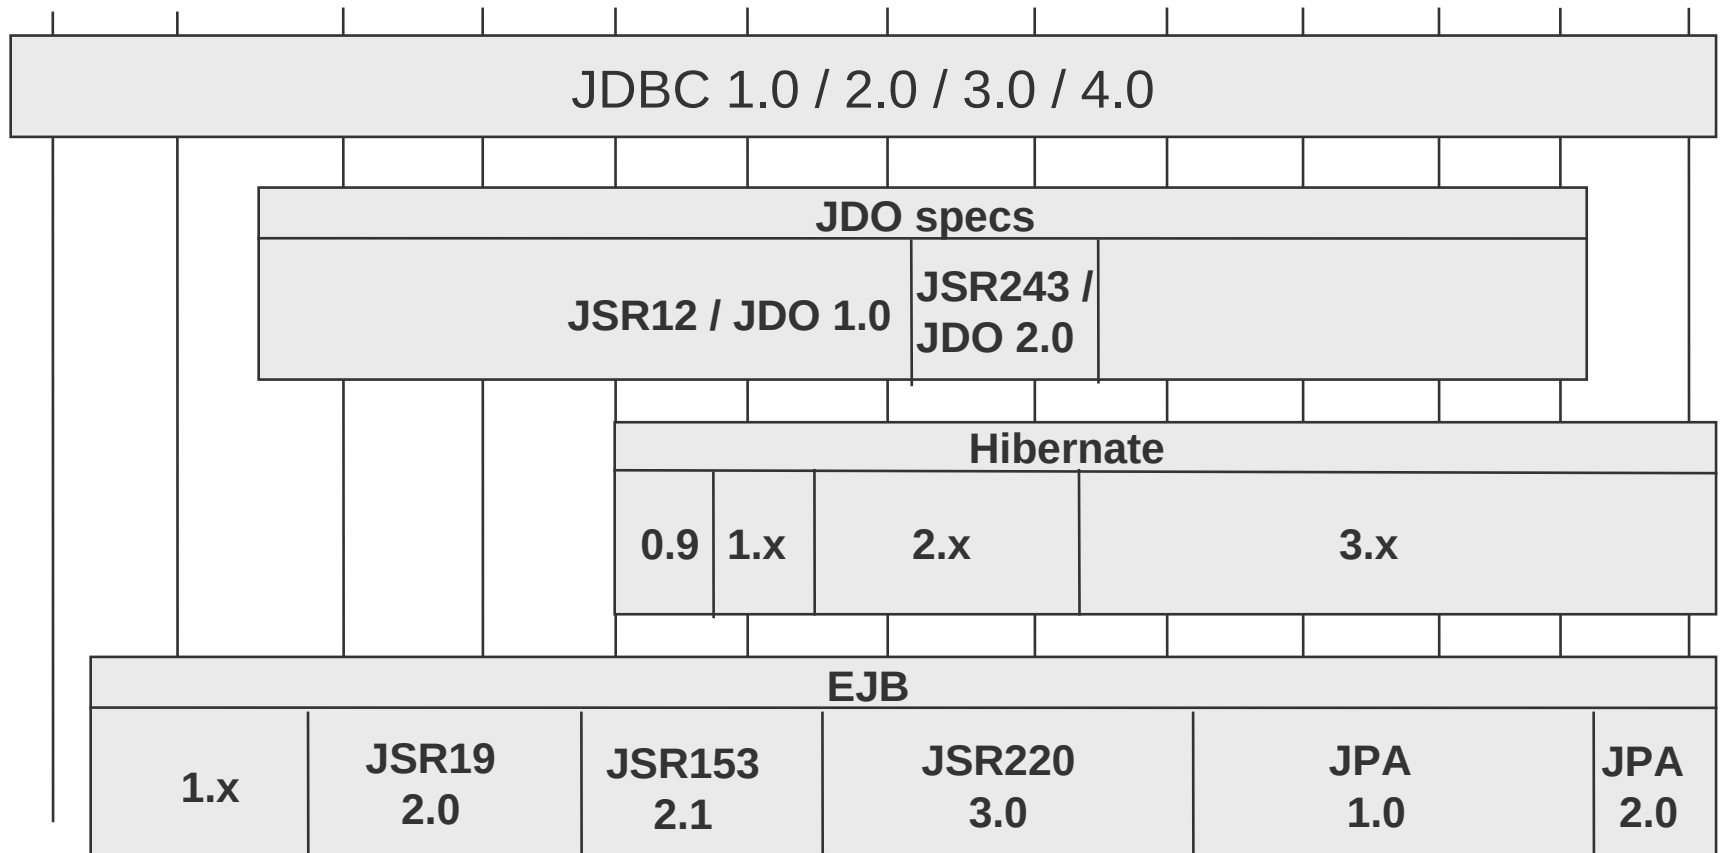 JDBC 1.0 / 2.0 / 3.0 / 4.0
JDO specs
JSR12 / JDO 1.0
JSR243 /
JDO 2.0
Hibernate
0.9
1.x
2.x
3.x
EJB
1.x
JSR19
2.0
JSR153
2.1
JSR220
3.0
JPA
1.0
JPA
2.0